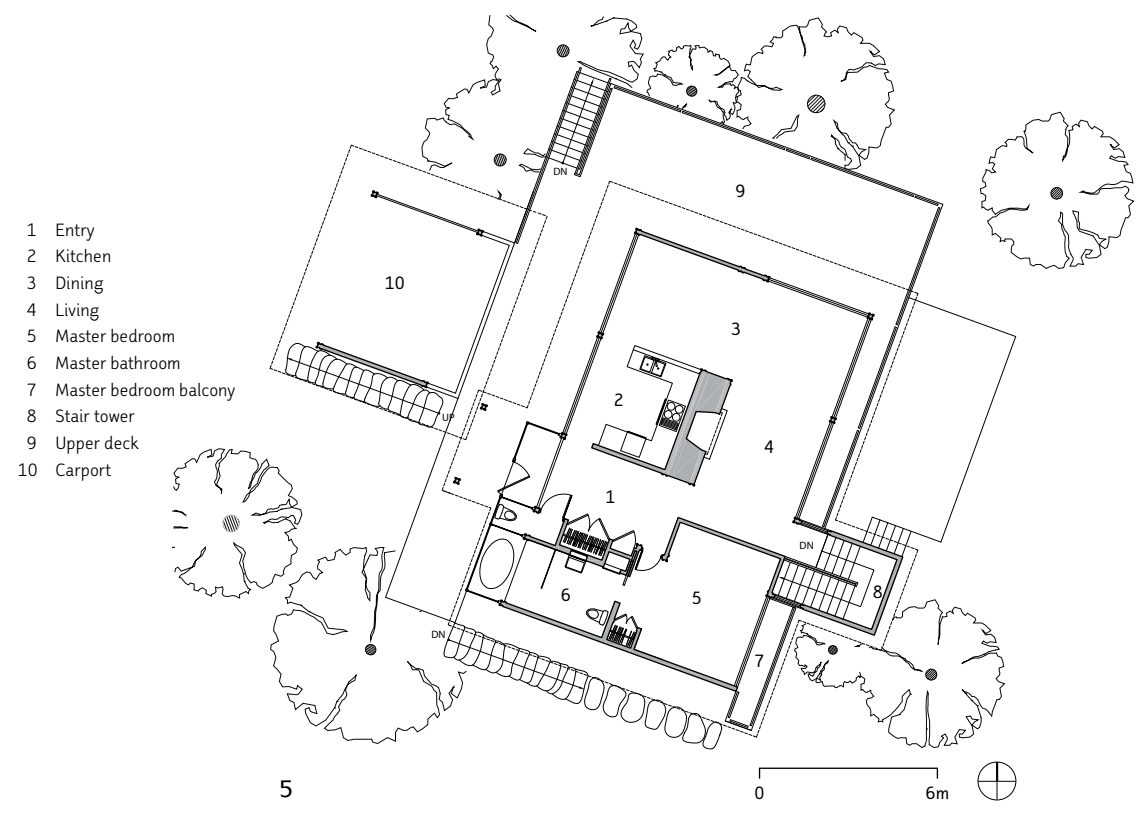 1 Entry
2 Kitchen
3 Dining
4 Living
5 Master bedroom
6 Master bathroom
7 Master bedroom balcony
8 Stair tower
9 Upper deck
10 Carport
DN
9
10
3
2
UP
4
1
DN
8
6
5
DN
7
5
0 6m